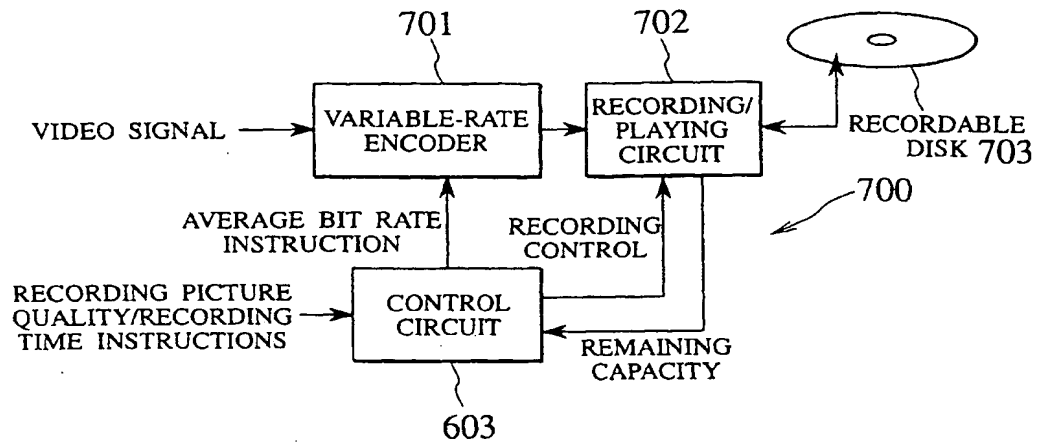 701
702
VIDEO SIGNAL
VARIABLE-RATE
ENCODER
RECORDING/
PLAYING
CIRCUIT
RECORDABLE
DISK 703
700
AVERAGE BIT RATE
INSTRUCTION
RECORDING
CONTROL
RECORDING PICTURE
QUALITY/RECORDING
TIME INSTRUCTIONS
CONTROL
CIRCUIT
REMAINING
CAPACITY
603